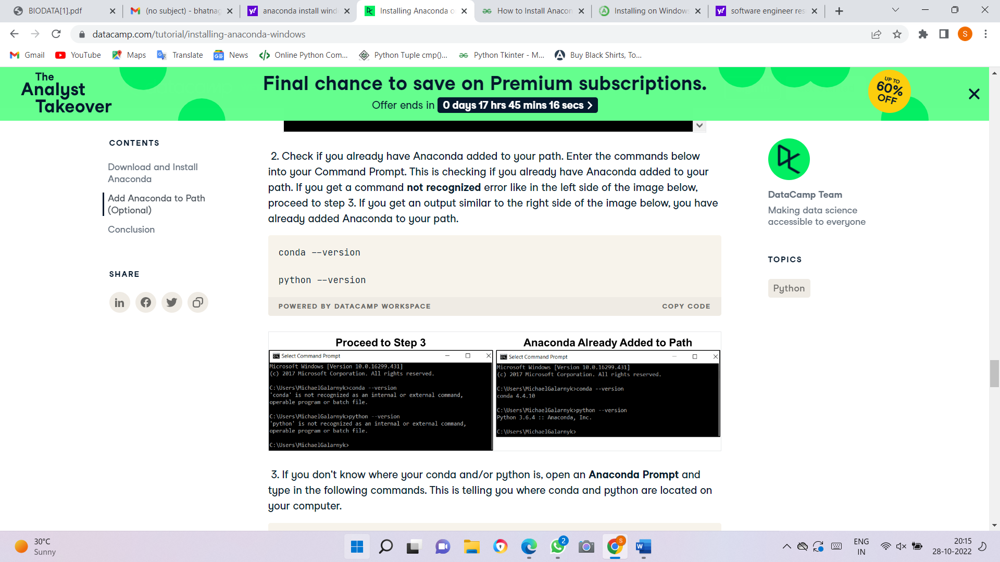 BIODATA[1].pdf
(no subject) - bhatnag
anaconda install wind
Installing Anaconda o
How to Install Anacon
Installing on Windows
software engineer res
datacamp.com/tutorial/installing-anaconda-windows
S
Gmail
YouTube
Maps
Translate
News
Online Python Com...
Python Tuple cmp()...
Python Tkinter - M...
Buy Black Shirts, To...
The
Analyst
Takeover
Final chance to save on Premium subscriptions.
Offer ends in 0 days 17 hrs 45 mins 16 secs
UP TO
60%
OFF
CONTENTS
Download and Install
Anaconda
Add Anaconda to Path
(Optional)
Conclusion
SHARE
2. Check if you already have Anaconda added to your path. Enter the commands below
into your Command Prompt. This is checking if you already have Anaconda added to your
path. If you get a command not recognized error like in the left side of the image below,
proceed to step 3. If you get an output similar to the right side of the image below, you have
already added Anaconda to your path.
conda --version
python --version
POWERED BY DATACAMP WORKSPACE
COPY CODE
Proceed to Step 3
Select Command Prompt
Microsoft Windows [Version 10.0.16299.431]
(c) 2017 Microsoft Corporation. All rights reserved.
C:\Users\MichaelGalarnyk>conda --version
'conda' is not recognized as an internal or external command,
operable program or batch file.
C:\Users\MichaelGalarnyk>python --version
'python' is not recognized as an internal or external command,
operable program or batch file.
C:\Users\MichaelGalarnyk>
Anaconda Already Added to Path
Select Command Prompt
Microsoft Windows [Version 10.0.16299.431]
(c) 2017 Microsoft Corporation. All rights reserved.
C:\Users\MichaelGalarnyk>conda --version
conda 4.4.10
C:\Users\MichaelGalarnyk>python --version
Python 3.6.4 :: Anaconda, Inc.
C:\Users\MichaelGalarnyk>
3. If you don't know where your conda and/or python is, open an Anaconda Prompt and
type in the following commands. This is telling you where conda and python are located on
your computer.
DataCamp Team
Making data science
accessible to everyone
TOPICS
Python
30°C
Sunny
2
S
ENG
IN
20:15
28-10-2022